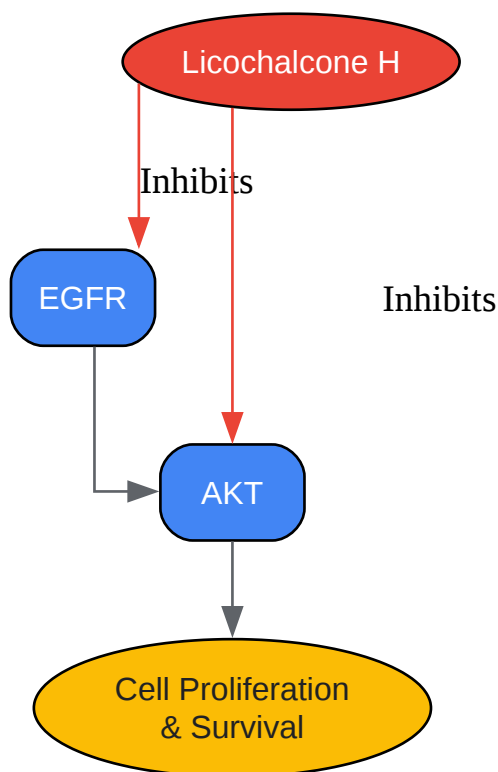 Licochalcone H
Inhibits
EGFR
Inhibits
AKT
Cell Proliferation
& Survival